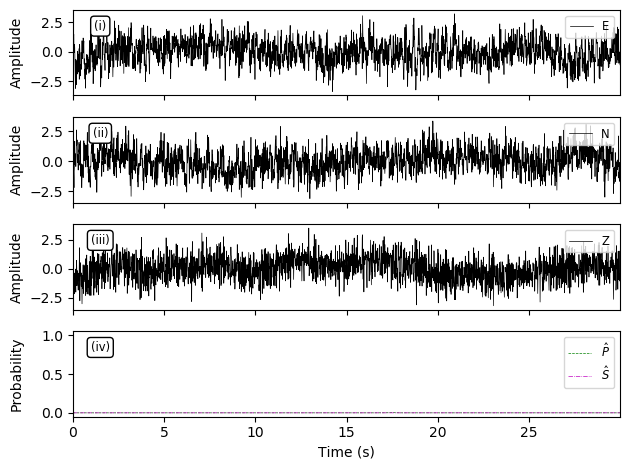 (i)
E
Amplitude
2.5
0.0
−2.5
(ii)
N
Amplitude
2.5
0.0
−2.5
(iii)
Z
Amplitude
2.5
0.0
−2.5
(iv)
P̂
Ŝ
Probability
1.0
0.5
0.0
0 5 10 15 20 25
Time (s)